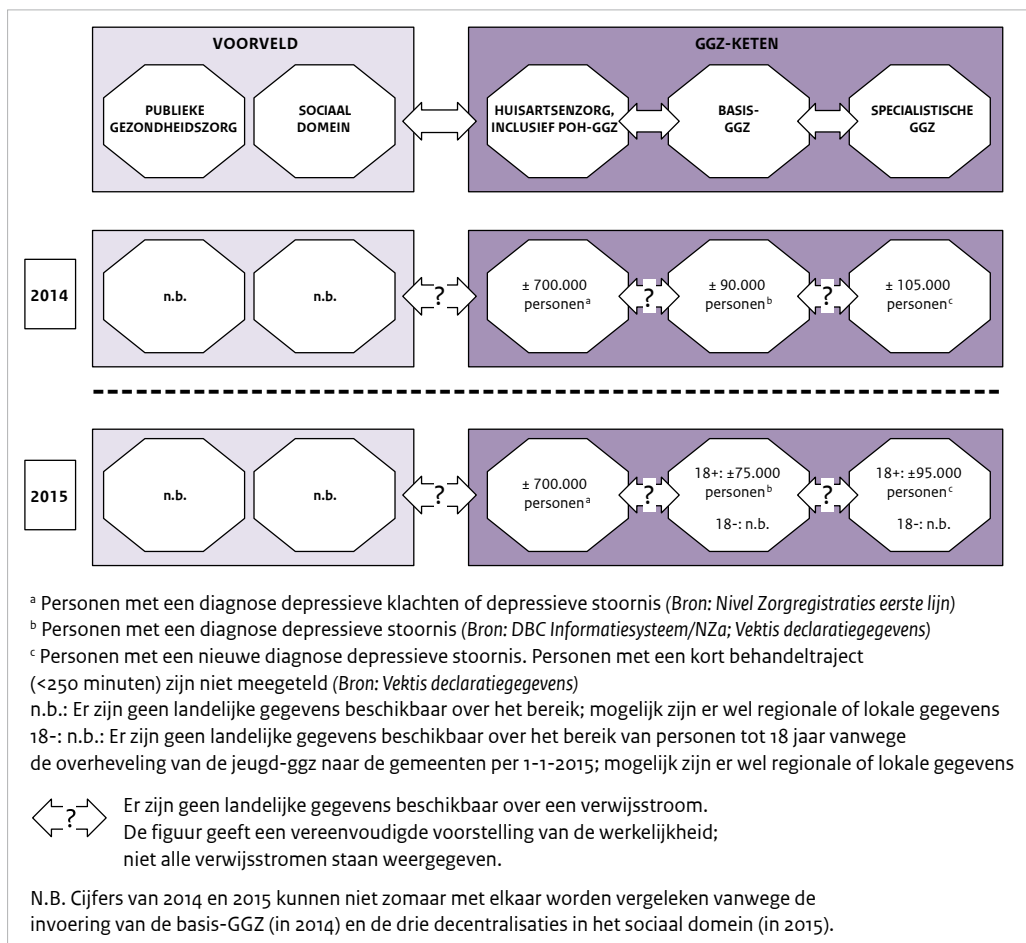 VOORVELD
GGZ-KETEN
PUBLIEKE
GEZONDHEIDSZORG
SOCIAAL
DOMEIN
HUISARTSENZORG,
INCLUSIEF POH-GGZ
BASIS-
GGZ
SPECIALISTISCHE
GGZ
2014
n.b.
n.b.
?
± 700.000
personenᵃ
?
± 90.000
personenᵇ
?
± 105.000
personenᶜ
2015
n.b.
n.b.
?
± 700.000
personenᵃ
?
18+: ±75.000
personenᵇ
18-: n.b.
?
18+: ±95.000
personenᶜ
18-: n.b.
ᵃ Personen met een diagnose depressieve klachten of depressieve stoornis (Bron: Nivel Zorgregistraties eerste lijn)
ᵇ Personen met een diagnose depressieve stoornis (Bron: DBC Informatiesysteem/NZa; Vektis declaratiegegevens)
ᶜ Personen met een nieuwe diagnose depressieve stoornis. Personen met een kort behandeltraject
(<250 minuten) zijn niet meegeteld (Bron: Vektis declaratiegegevens)
n.b.: Er zijn geen landelijke gegevens beschikbaar over het bereik; mogelijk zijn er wel regionale of lokale gegevens
18-: n.b.: Er zijn geen landelijke gegevens beschikbaar over het bereik van personen tot 18 jaar vanwege
de overheveling van de jeugd-ggz naar de gemeenten per 1-1-2015; mogelijk zijn er wel regionale of lokale gegevens
?
Er zijn geen landelijke gegevens beschikbaar over een verwijsstroom.
De figuur geeft een vereenvoudigde voorstelling van de werkelijkheid;
niet alle verwijsstromen staan weergegeven.
N.B. Cijfers van 2014 en 2015 kunnen niet zomaar met elkaar worden vergeleken vanwege de
invoering van de basis-GGZ (in 2014) en de drie decentralisaties in het sociaal domein (in 2015).